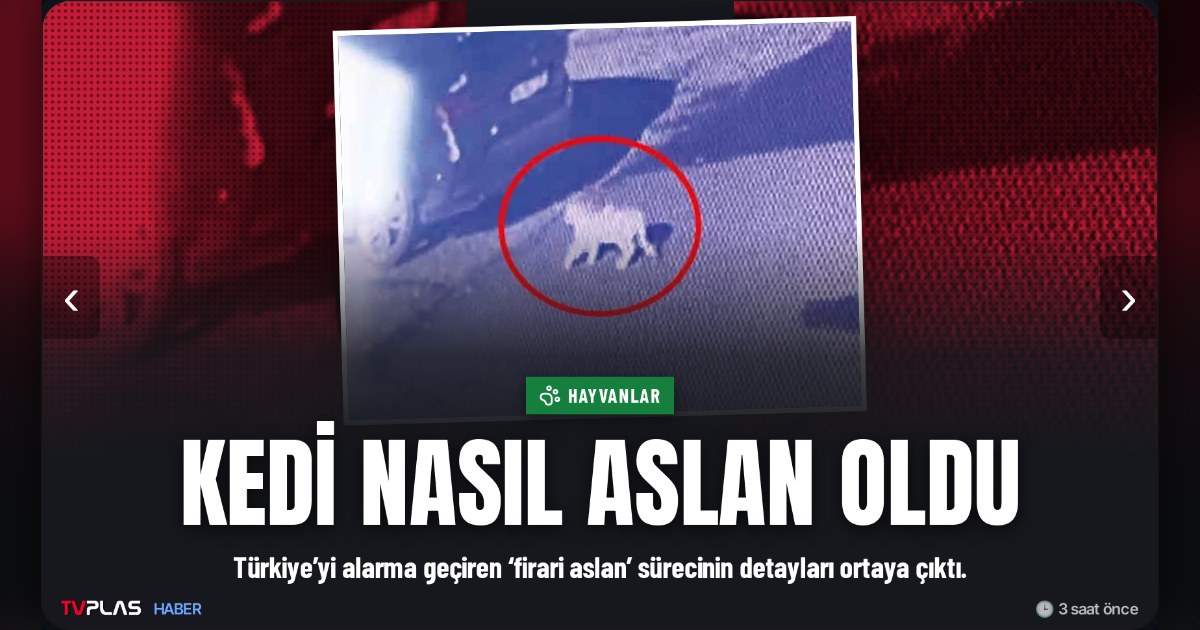 HAYVANLAR
KEDİ NASIL ASLAN OLDU
Türkiye’yi alarma geçiren ‘firari aslan’ sürecinin detayları ortaya çıktı.
TVPLAS HABER
3 saat önce